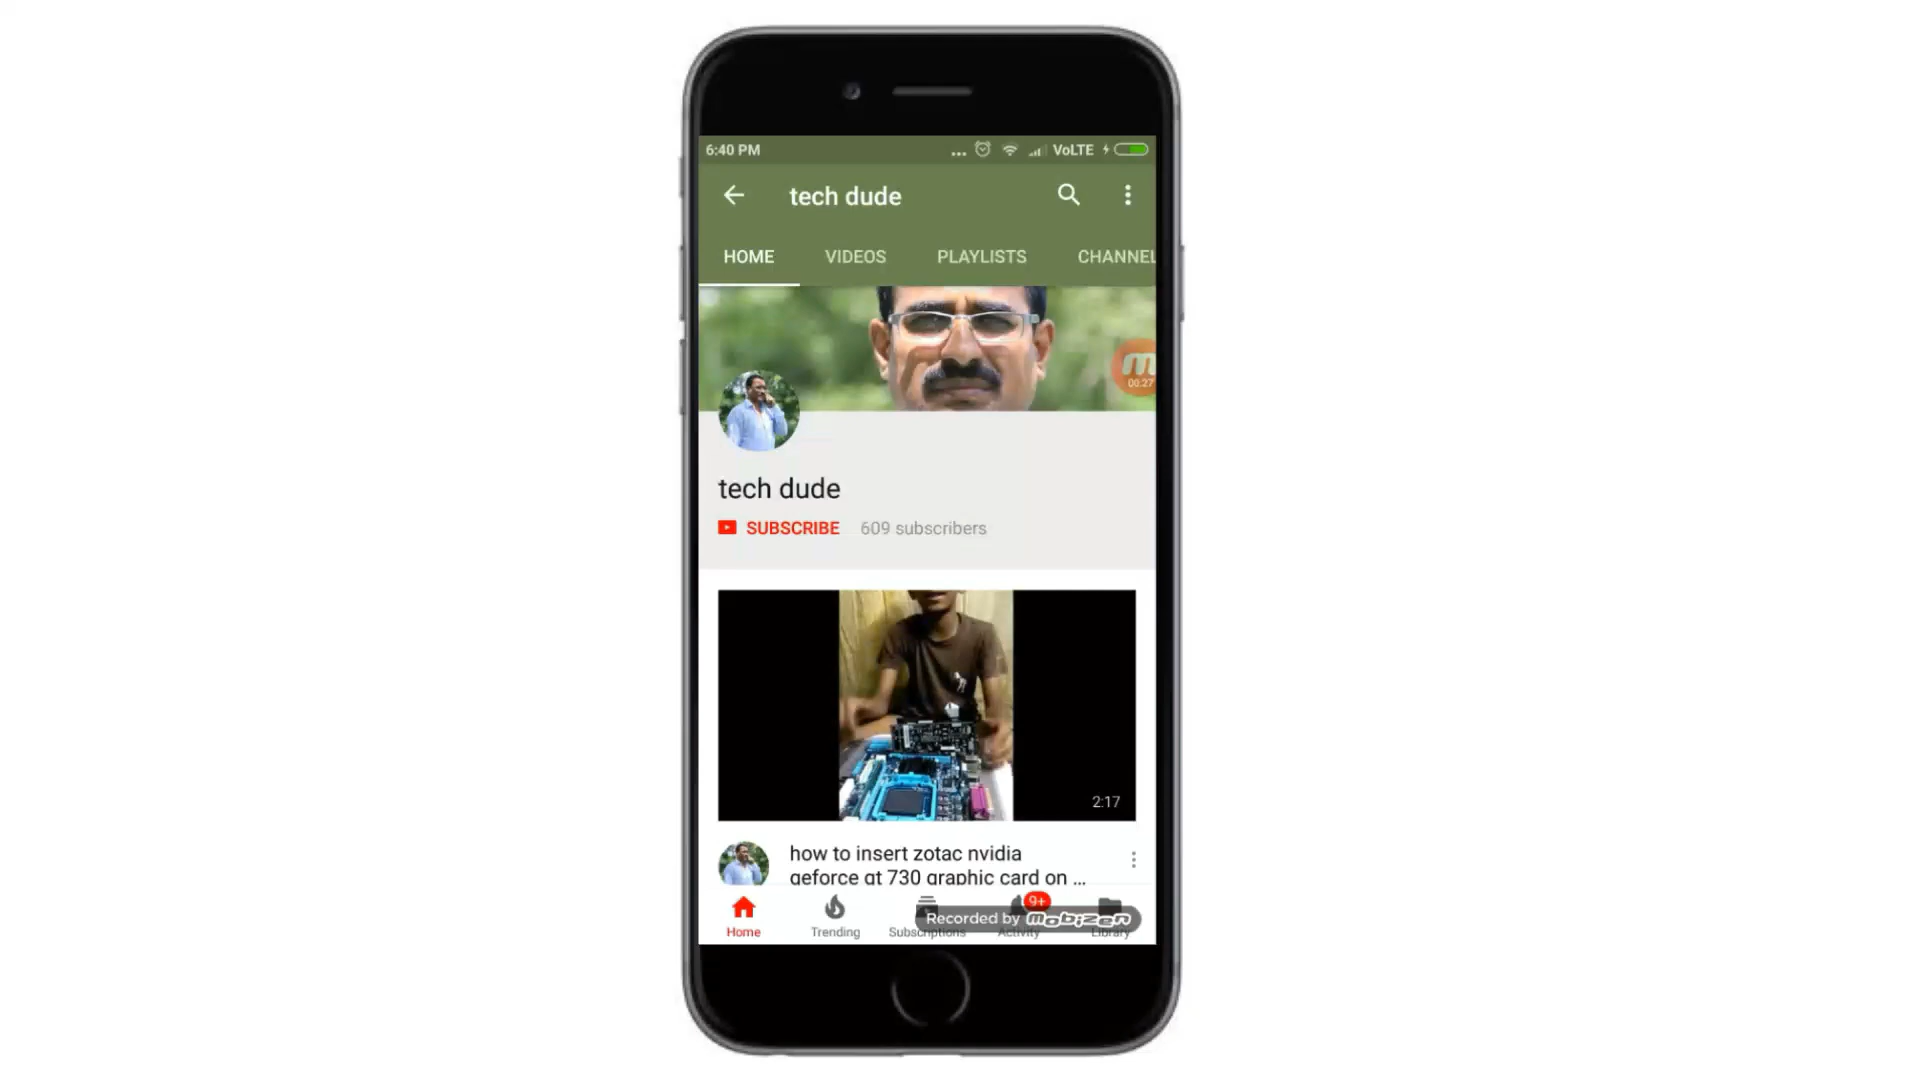 6:40 PM ... VoLTE
tech dude
HOME VIDEOS PLAYLISTS CHANNEL
m
00:27
tech dude
SUBSCRIBE 609 subscribers
2:17
how to insert zotac nvidia
geforce gt 730 graphic card on ...
9+
Recorded by mobizen
Home Trending Subscriptions Activity Library